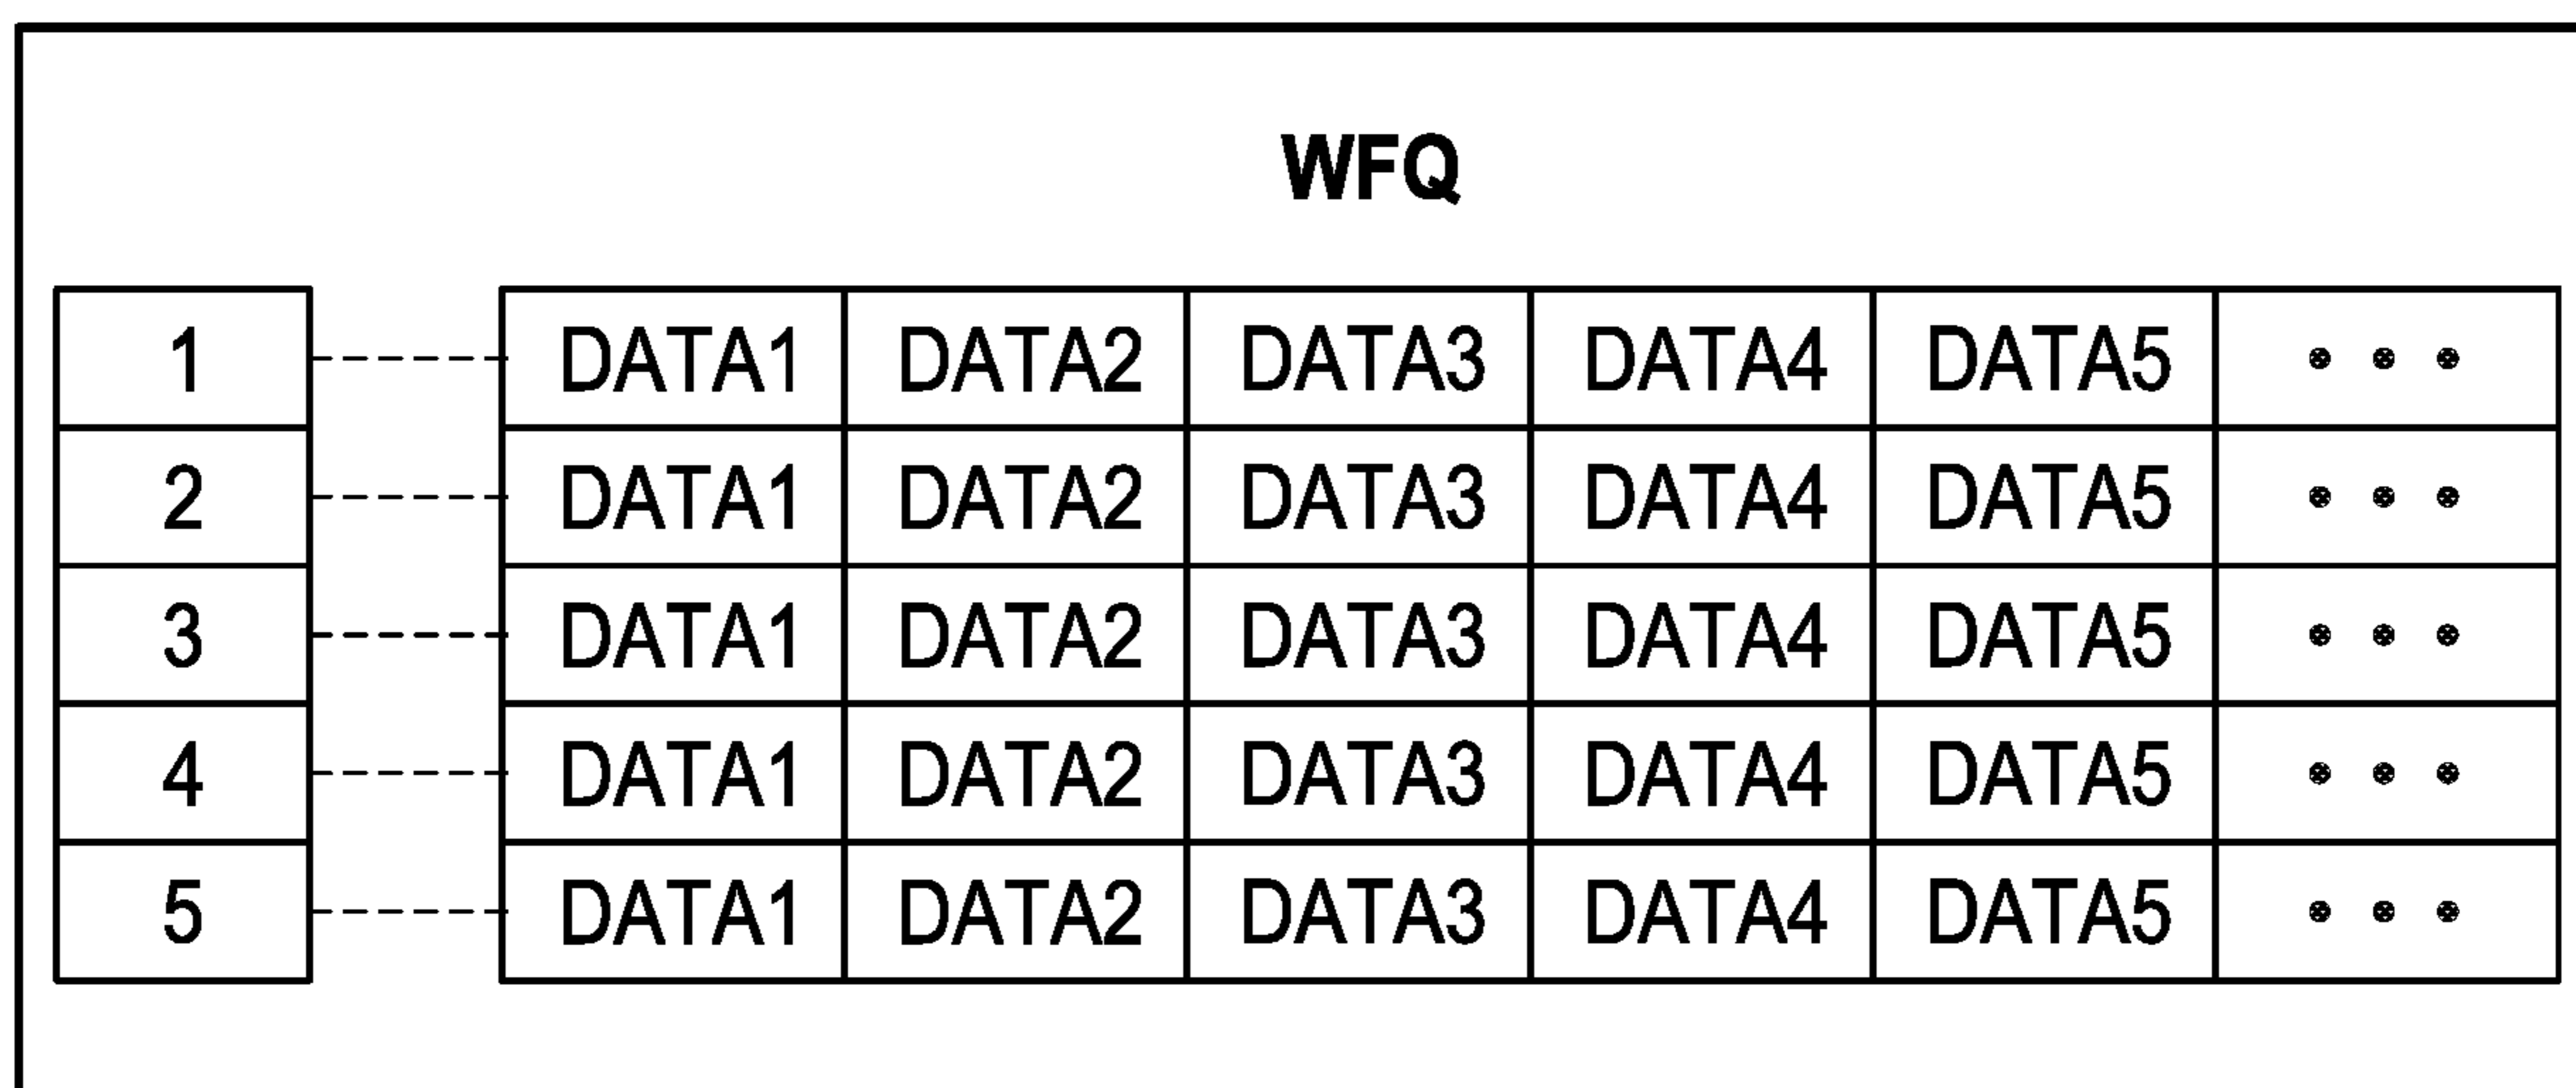 WFQ
1 DATA1 DATA2 DATA3 DATA4 DATA5 • • •
2 DATA1 DATA2 DATA3 DATA4 DATA5 • • •
3 DATA1 DATA2 DATA3 DATA4 DATA5 • • •
4 DATA1 DATA2 DATA3 DATA4 DATA5 • • •
5 DATA1 DATA2 DATA3 DATA4 DATA5 • • •